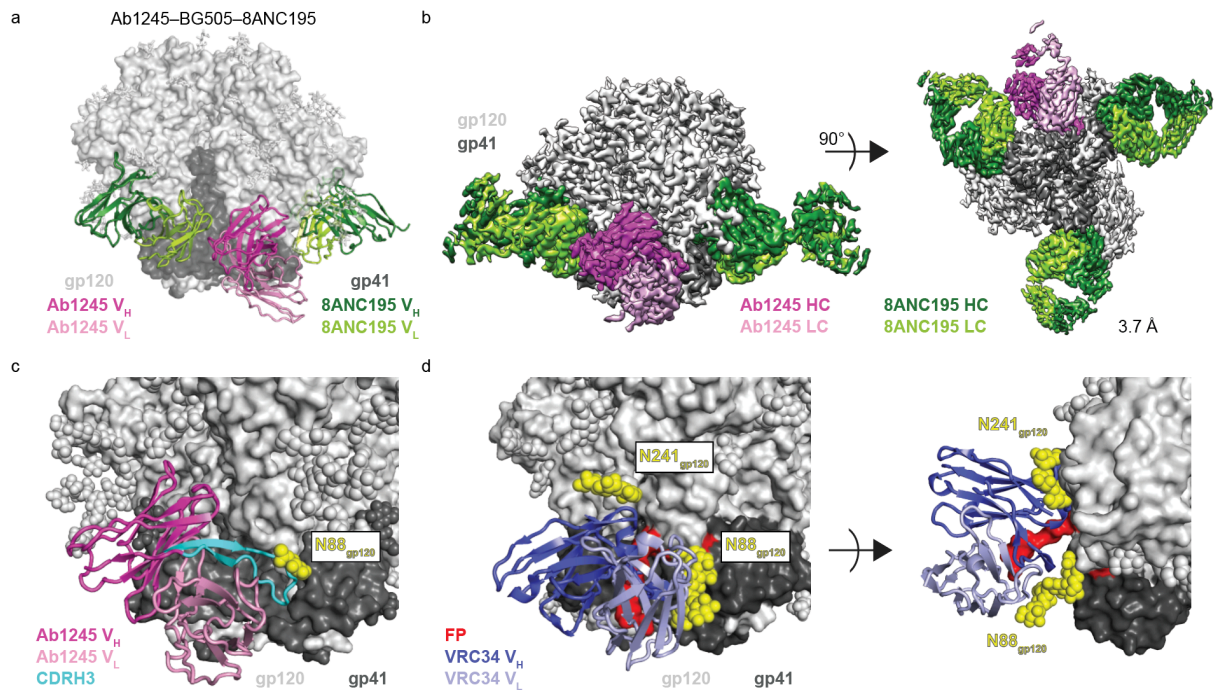 a
Ab1245–BG505–8ANC195
gp120
gp41
Ab1245 VH
8ANC195 VH
Ab1245 VL
8ANC195 VL
b
gp120
gp41
90°
Ab1245 HC
8ANC195 HC
Ab1245 LC
8ANC195 LC
3.7 Å
c
N88gp120
Ab1245 VH
Ab1245 VL
CDRH3
gp120
gp41
d
N241gp120
N88gp120
FP
VRC34 VH
VRC34 VL
gp120
gp41
N241gp120
N88gp120